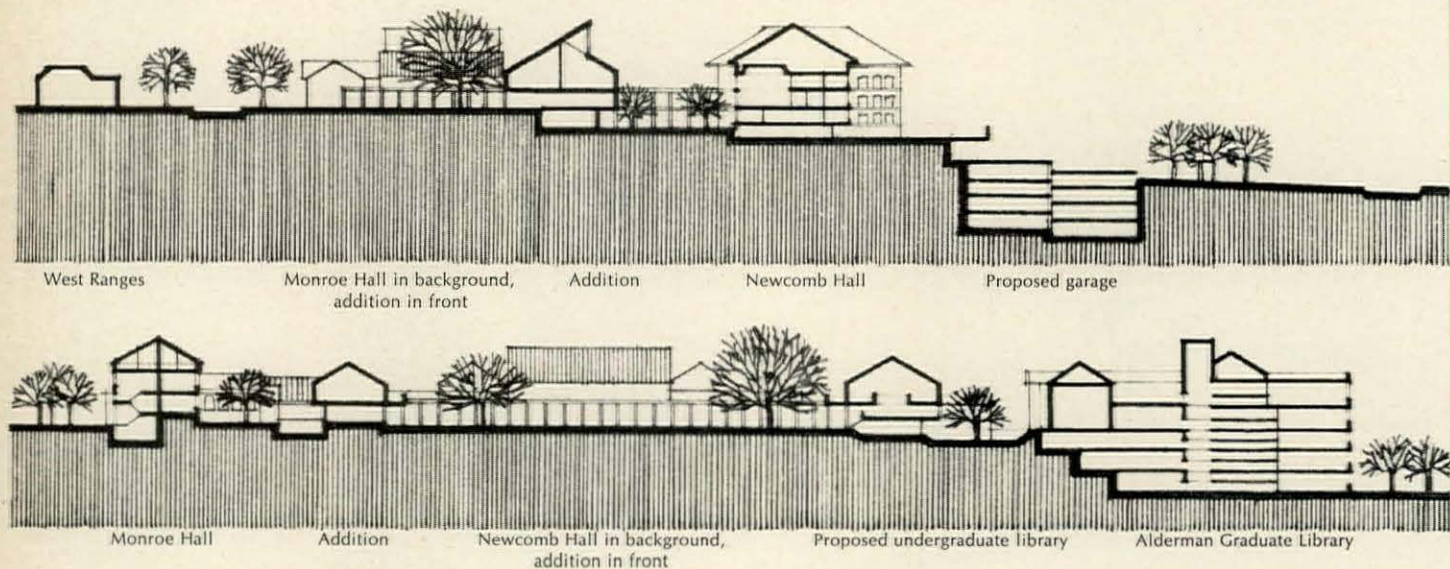 West Ranges
Monroe Hall in background,
addition in front
Addition
Newcomb Hall
Proposed garage
Monroe Hall
Addition
Newcomb Hall in background,
addition in front
Proposed undergraduate library
Alderman Graduate Library